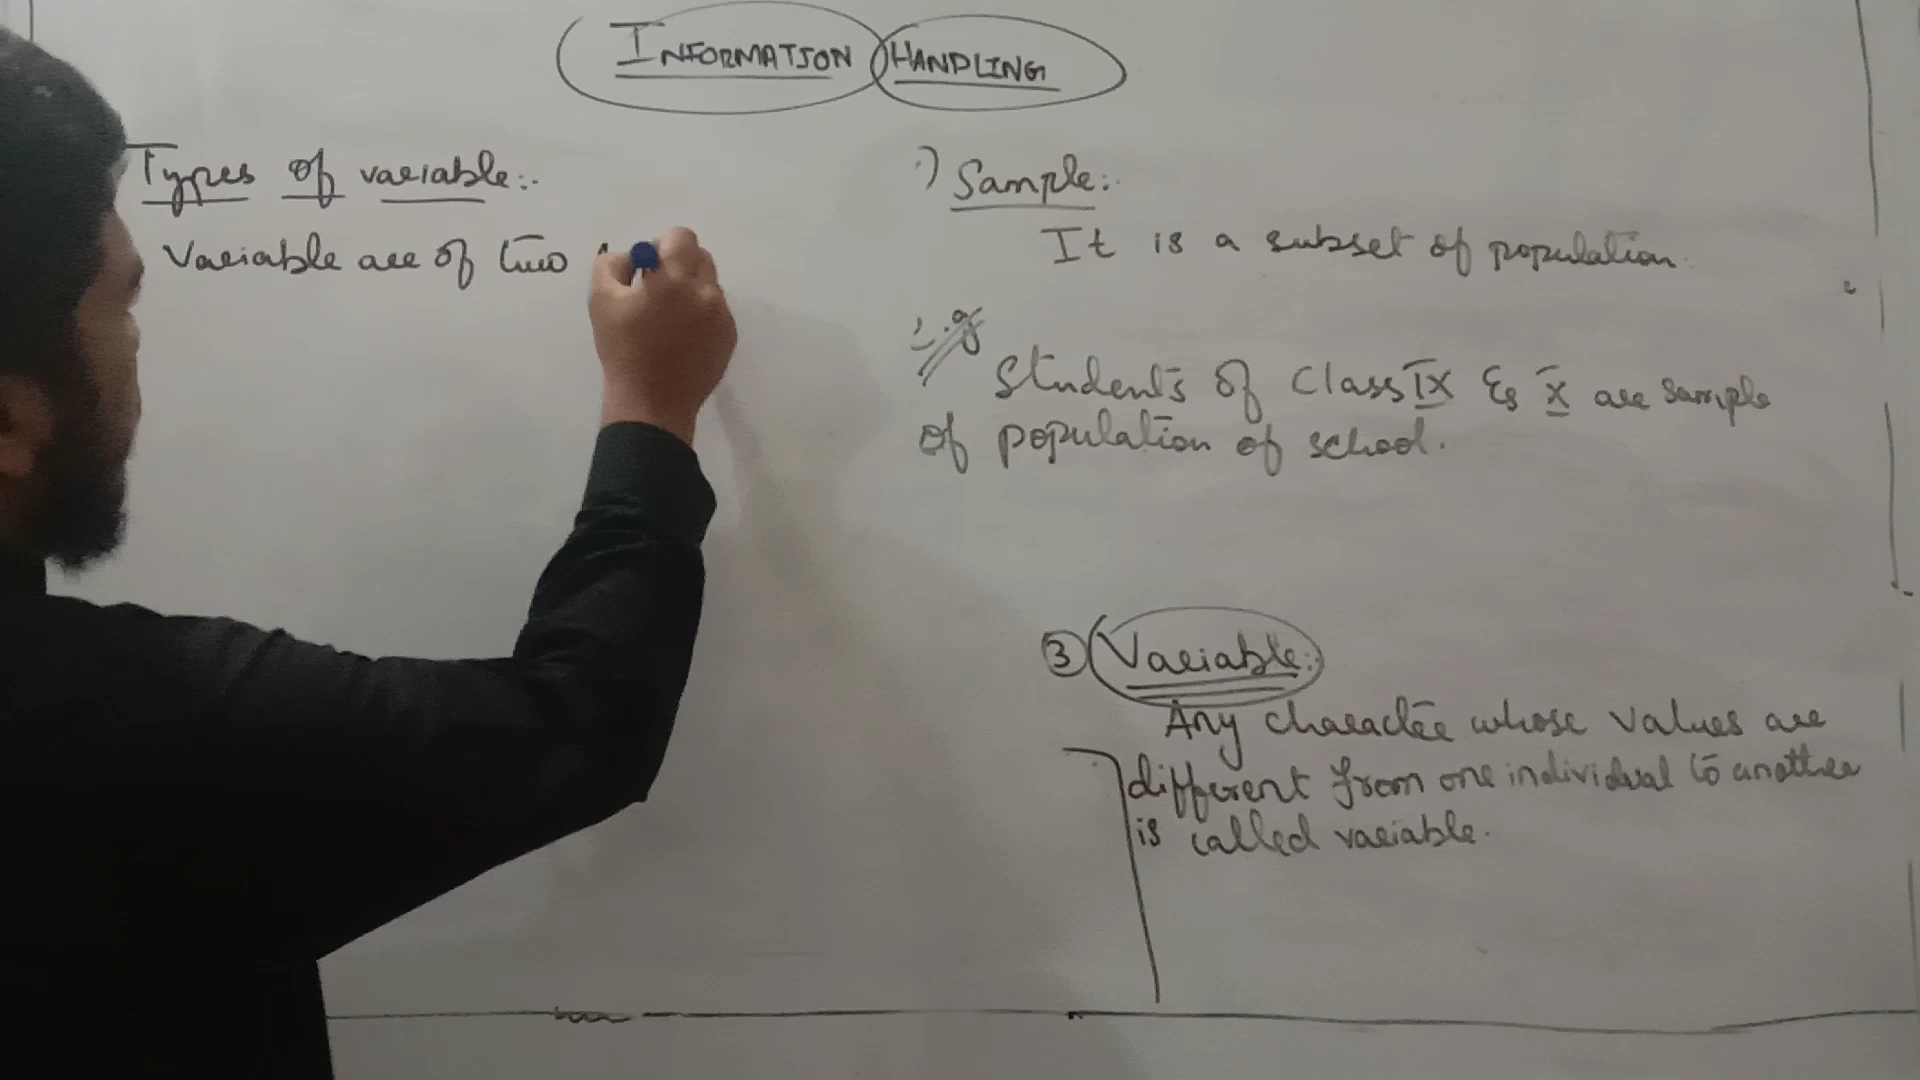 INFORMATION HANDLING
Types of variable:-
Variable are of two
Sample:
It is a subset of population.
e.g
Students of Class IX & X are sample
of population of school.
③ Variable:
Any character whose values are
different from one individual to another
is called variable.